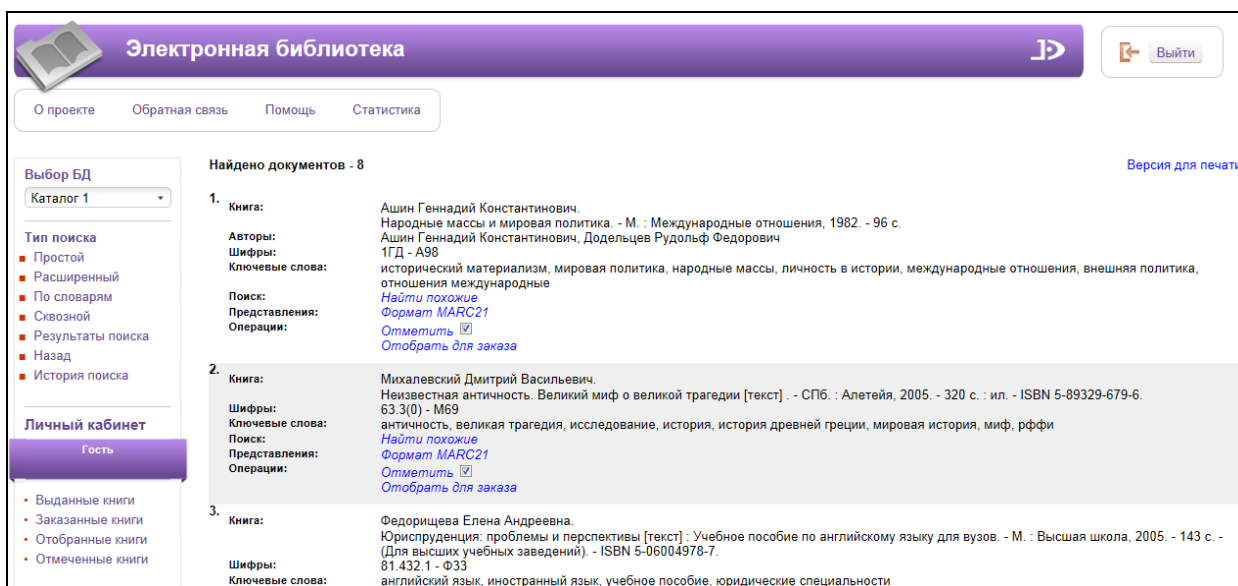 Электронная библиотека
Выйти
О проекте Обратная связь Помощь Статистика
Выбор БД
Каталог 1
Тип поиска
Простой
Расширенный
По словарям
Сквозной
Результаты поиска
Назад
История поиска
Личный кабинет
Гость
Выданные книги
Заказанные книги
Отобранные книги
Отмеченные книги
Найдено документов - 8
Версия для печати
1.
Книга: Ашин Геннадий Константинович.
Народные массы и мировая политика. - М. : Международные отношения, 1982. - 96 с.
Авторы: Ашин Геннадий Константинович, Додельцев Рудольф Федорович
Шифры: 1ГД - А98
Ключевые слова: исторический материализм, мировая политика, народные массы, личность в истории, международные отношения, внешняя политика,
отношения международные
Поиск: Найти похожие
Представления: Формат MARC21
Операции: Отметить
Отобрать для заказа
2.
Книга: Михалевский Дмитрий Васильевич.
Неизвестная античность. Великий миф о великой трагедии [текст] . - СПб. : Алетейя, 2005. - 320 с. : ил. - ISBN 5-89329-679-6.
Шифры: 63.3(0) - М69
Ключевые слова: античность, великая трагедия, исследование, история, история древней греции, мировая история, миф, рффи
Поиск: Найти похожие
Представления: Формат MARC21
Операции: Отметить
Отобрать для заказа
3.
Книга: Федорищева Елена Андреевна.
Юриспруденция: проблемы и перспективы [текст] : Учебное пособие по английскому языку для вузов. - М. : Высшая школа, 2005. - 143 с. -
(Для высших учебных заведений). - ISBN 5-06004978-7.
Шифры: 81.432.1 - Ф33
Ключевые слова: английский язык, иностранный язык, учебное пособие, юридические специальности